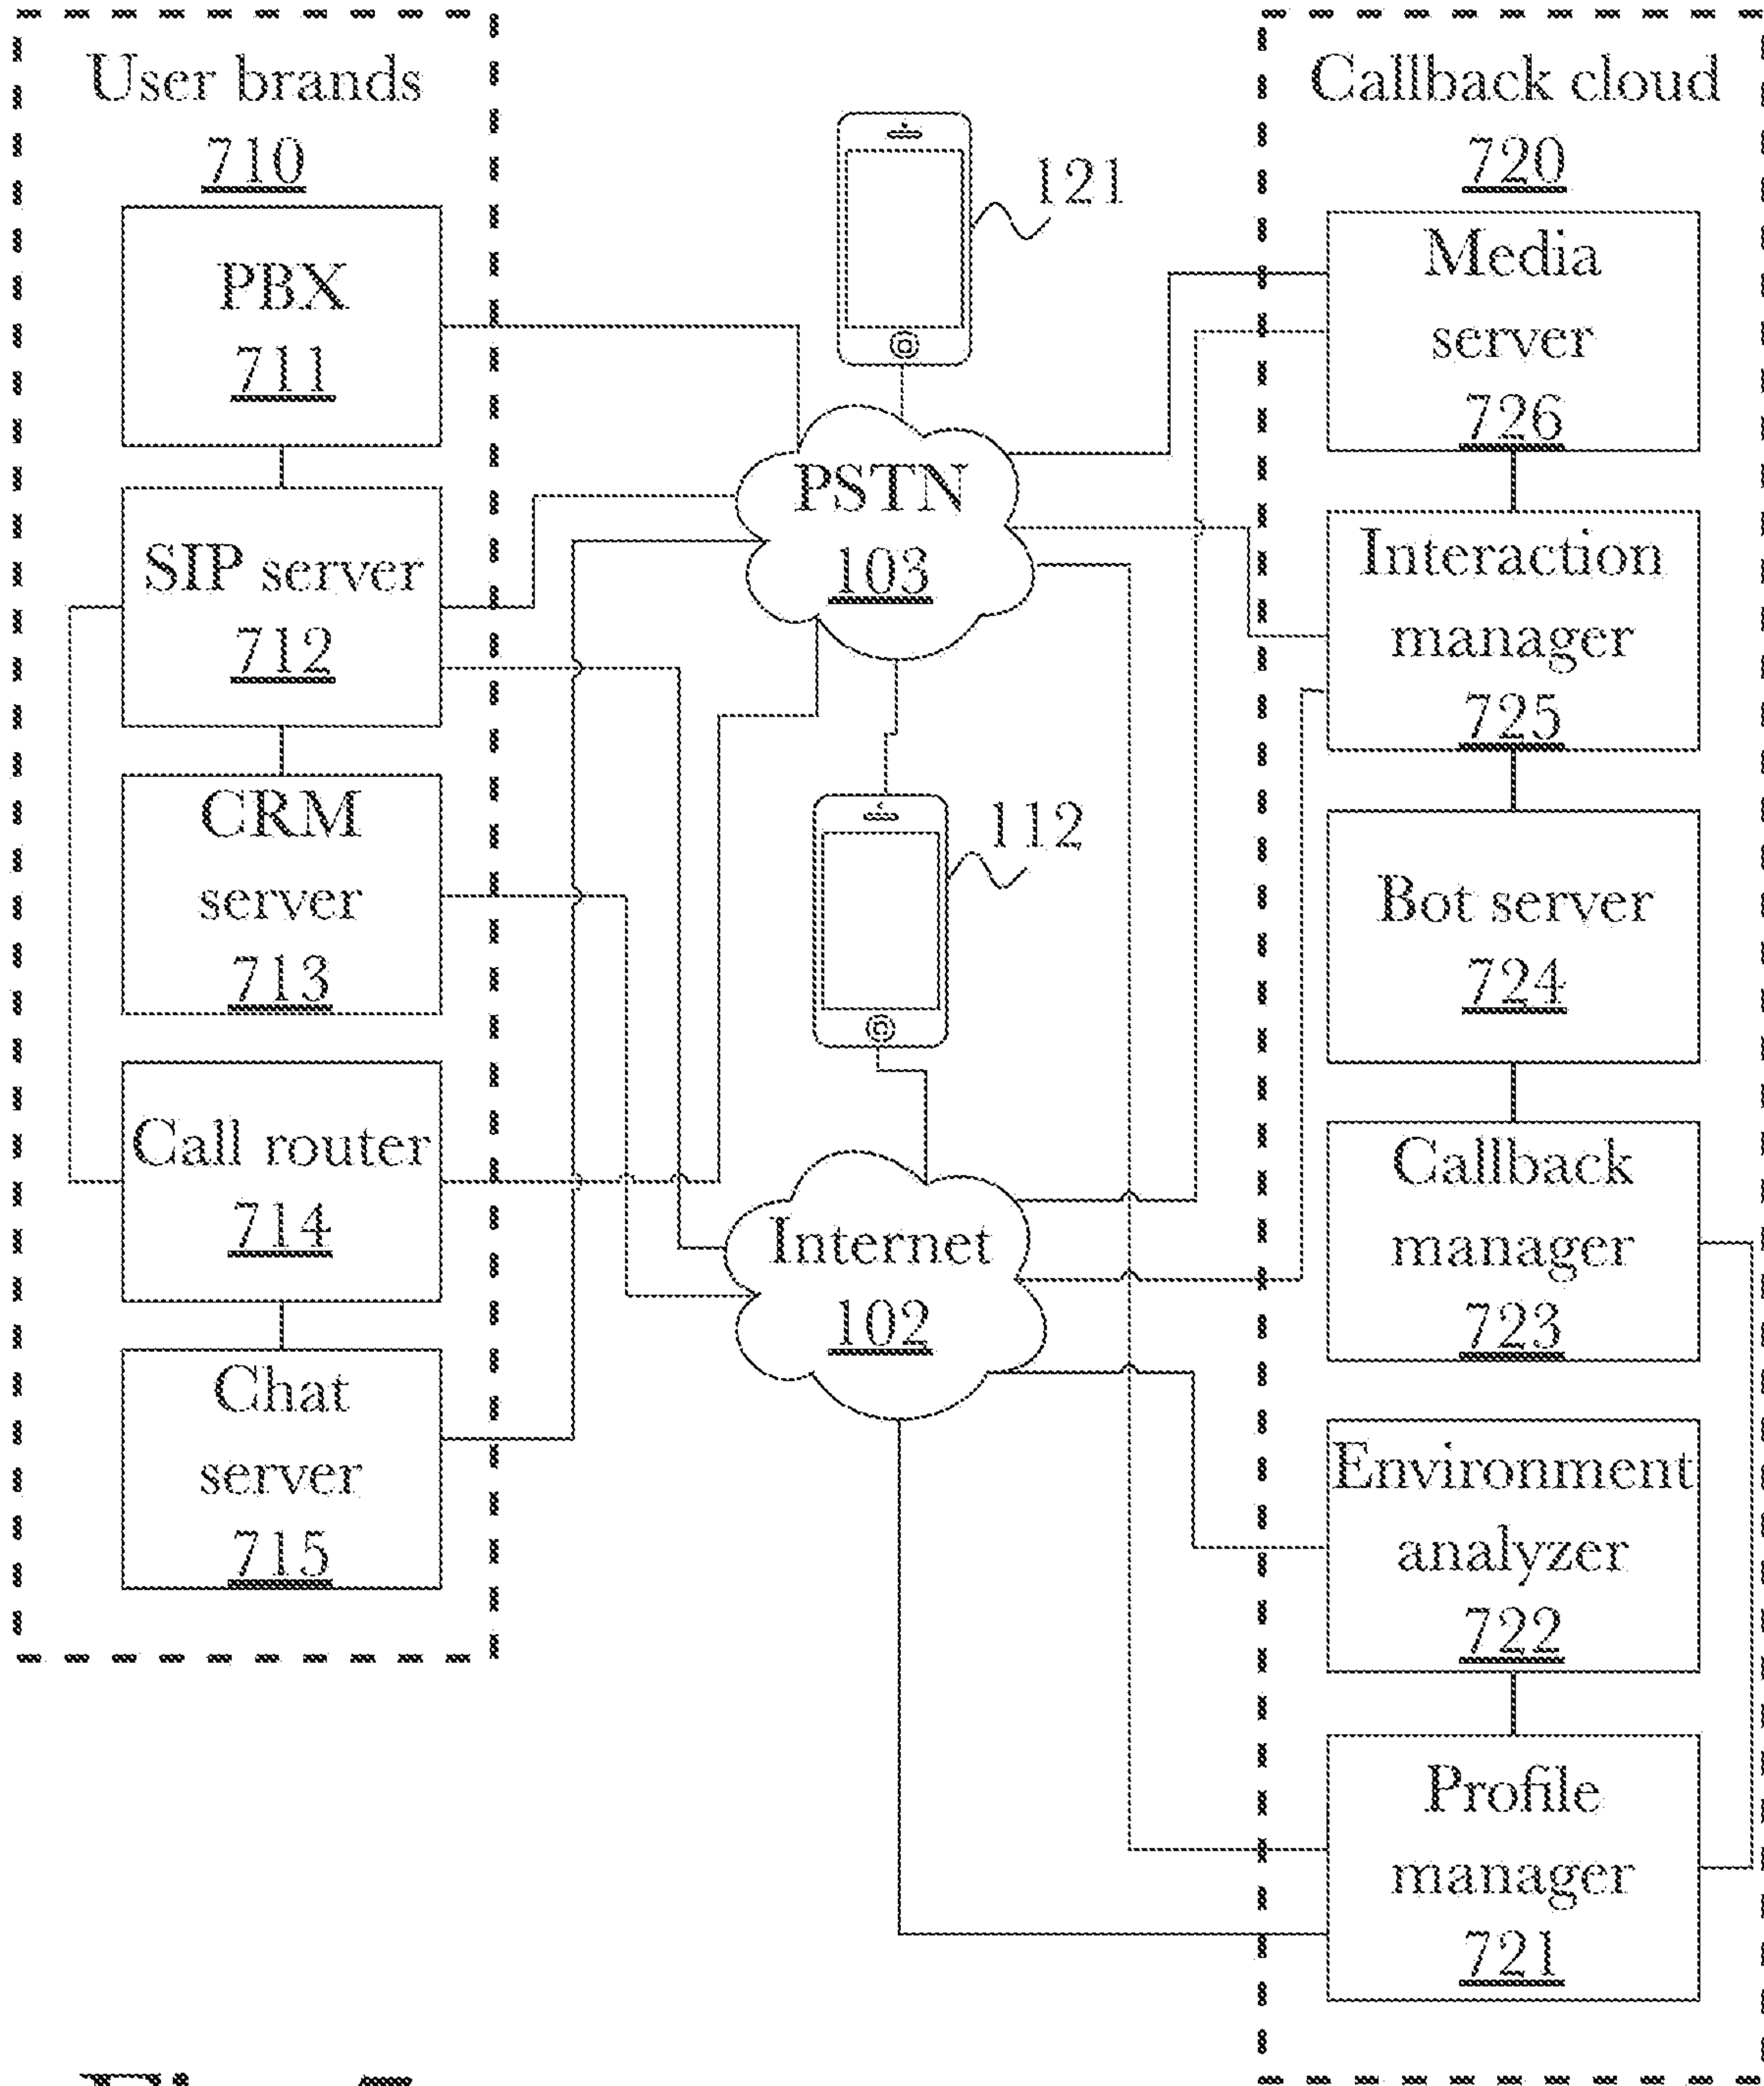 User brands
710
PBX
711
SIP server
712
CRM
server
713
Call router
714
Chat
server
715
121
PSTN
103
112
Internet
102
Callback cloud
720
Media
server
726
Interaction
manager
725
Bot server
724
Callback
manager
723
Environment
analyzer
722
Profile
manager
721